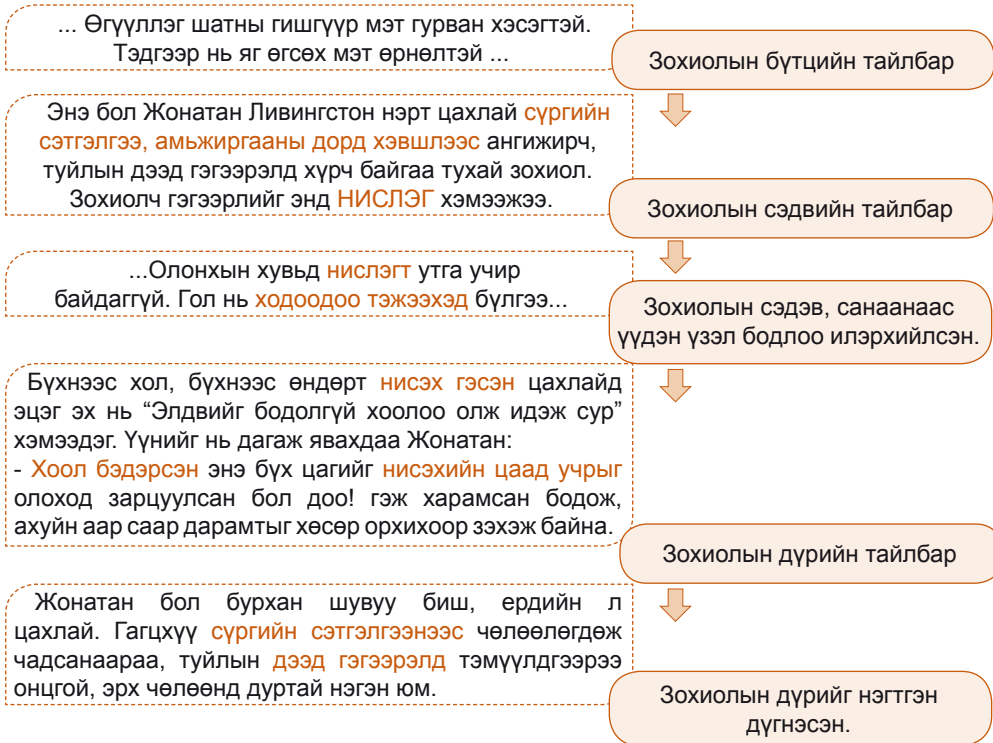 ... Өгүүллэг шатны гишгүүр мэт гурван хэсэгтэй.
Тэдгээр нь яг өгсөх мэт өрнөлтэй ...
Зохиолын бүтцийн тайлбар
Энэ бол Жонатан Ливингстон нэрт цахлай сүргийн
сэтгэлгээ, амьжиргааны дорд хэвшлээс ангижирч,
туйлын дээд гэгээрэлд хүрч байгаа тухай зохиол.
Зохиолч гэгээрлийг энд НИСЛЭГ хэмээжээ.
Зохиолын сэдвийн тайлбар
...Олонхын хувьд нислэгт утга учир
байдаггүй. Гол нь ходоодоо тэжээхэд бүлгээ...
Зохиолын сэдэв, санаанаас
үүдэн үзэл бодлоо илэрхийлсэн.
Бүхнээс хол, бүхнээс өндөрт нисэх гэсэн цахлайд
эцэг эх нь “Элдвийг бодолгүй хоолоо олж идэж сур”
хэмээдэг. Үүнийг нь дагаж явахдаа Жонатан:
- Хоол бэдэрсэн энэ бүх цагийг нисэхийн цаад учрыг
олоход зарцуулсан бол доо! гэж харамсан бодож,
ахуйн аар саар дарамтыг хөсөр орхихоор зэхэж байна.
Зохиолын дүрийн тайлбар
Жонатан бол бурхан шувуу биш, ердийн л
цахлай. Гагцхүү сүргийн сэтгэлгээнээс чөлөөлөгдөж
чадсанаараа, туйлын дээд гэгээрэлд тэмүүлдгээрээ
онцгой, эрх чөлөөнд дуртай нэгэн юм.
Зохиолын дүрийг нэгтгэн
дүгнэсэн.